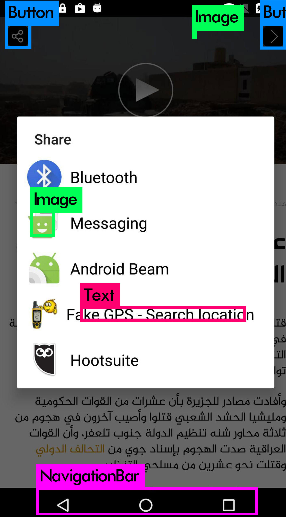 Button
Image
But
Share
Bluetooth
Image
Messaging
Android Beam
Text
Fake GPS - Search location
Hootsuite
وأفادت مصادر للجزيرة بأن عشرات من القوات الحكومية
ومليشيا الحشد الشعبي قتلوا وأصيب آخرون في هجوم من
ثلاثة محاور شنه تنظيم الدولة جنوب تلعفر، وأن القوات
العراقية صدت الهجوم بإسناد جوي من التحالف الدولي
وقتلت نحو عشرين من مسلحي
NavigationBar